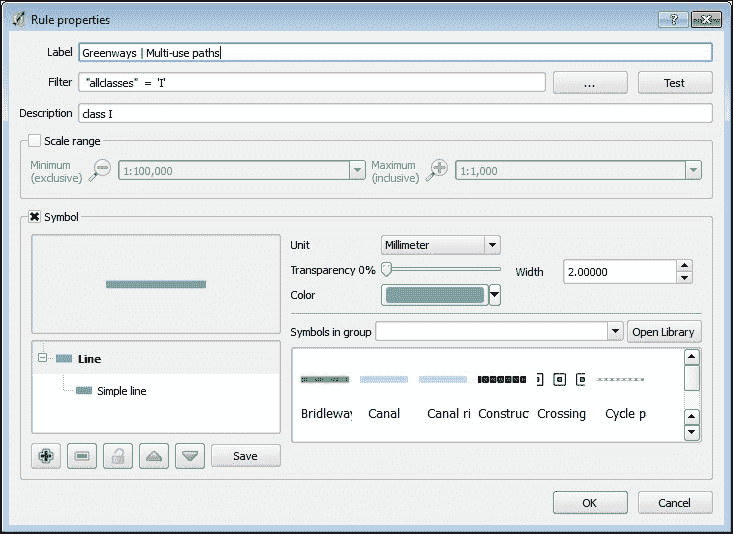 Rule properties
Label Greenways | Multi-use paths
Filter "allclasses" = 'I' ... Test
Description class I
Scale range
Minimum (exclusive) 1:100,000 Maximum (inclusive) 1:1,000
Symbol
Unit Millimeter
Transparency 0% Width 2.00000
Color
Symbols in group Open Library
Line
Simple line
Bridleway Canal Canal ri Construc Crossing Cycle p
Save
OK Cancel